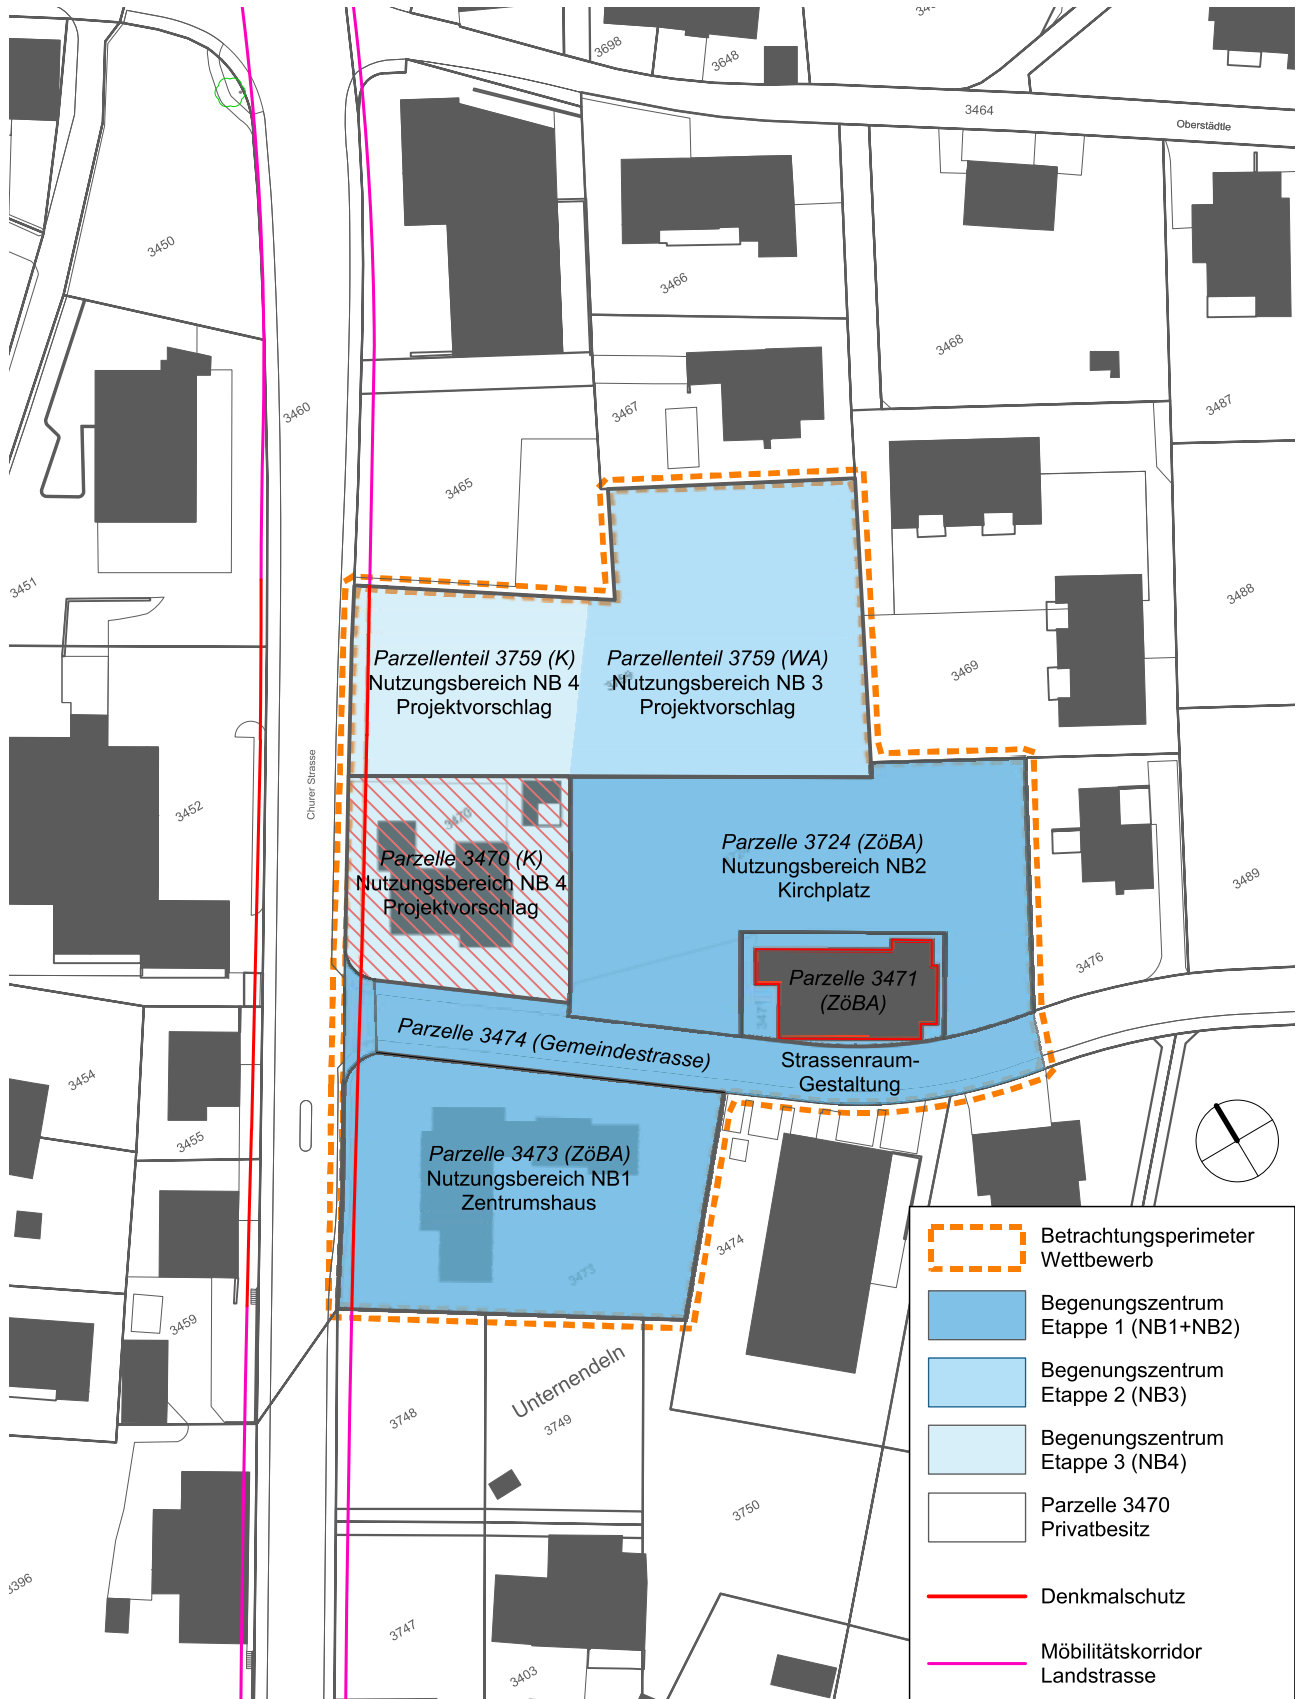 3698
3648
3464
Oberstädtle
3450
3466
3468
3460
3467
3487
3465
3451
3488
Parzellenteil 3759 (K)
Nutzungsbereich NB 4
Projektvorschlag
Parzellenteil 3759 (WA)
Nutzungsbereich NB 3
Projektvorschlag
3469
Churer Strasse
3452
3470
Parzelle 3470 (K)
Nutzungsbereich NB 4
Projektvorschlag
Parzelle 3724 (ZöBA)
Nutzungsbereich NB2
Kirchplatz
3489
3476
Parzelle 3471
(ZöBA)
3471
Parzelle 3474 (Gemeindestrasse)
Strassenraum-
Gestaltung
3454
3455
Parzelle 3473 (ZöBA)
Nutzungsbereich NB1
Zentrumshaus
3473
3474
3459
Unternendeln
3748
3749
3750
3396
3747
3403
Betrachtungsperimeter
Wettbewerb
Begenungszentrum
Etappe 1 (NB1+NB2)
Begenungszentrum
Etappe 2 (NB3)
Begenungszentrum
Etappe 3 (NB4)
Parzelle 3470
Privatbesitz
Denkmalschutz
Möbilitätskorridor
Landstrasse